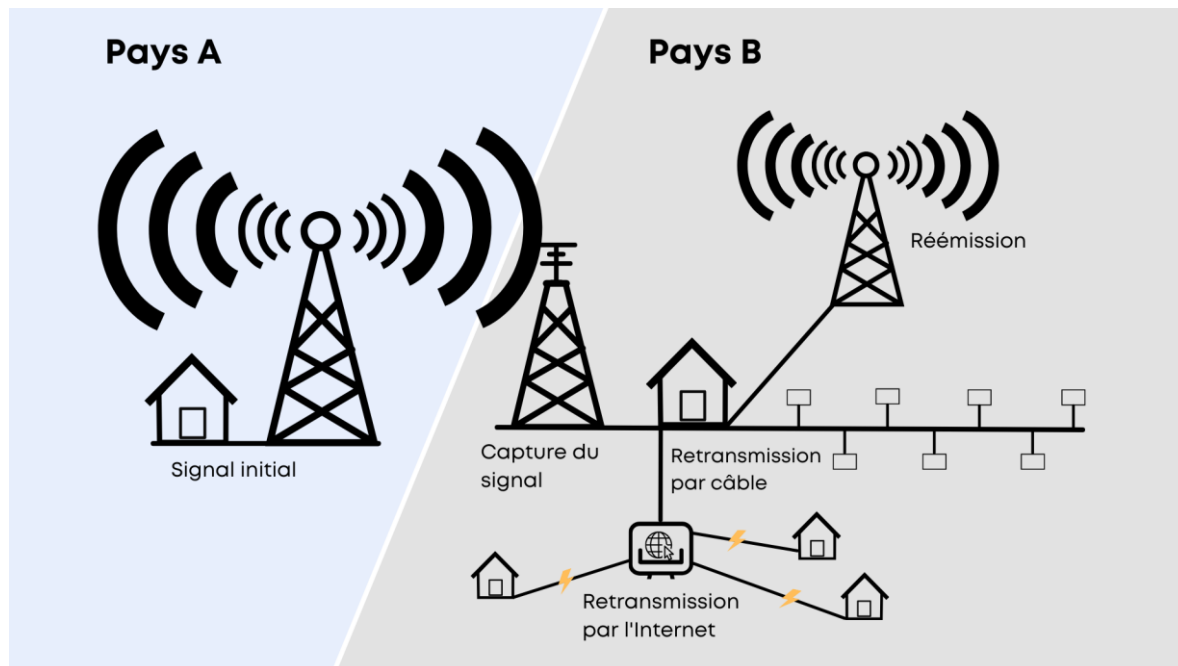 Pays A
Pays B
Réémission
Signal initial
Capture du
signal
Retransmission
par câble
Retransmission
par l'Internet